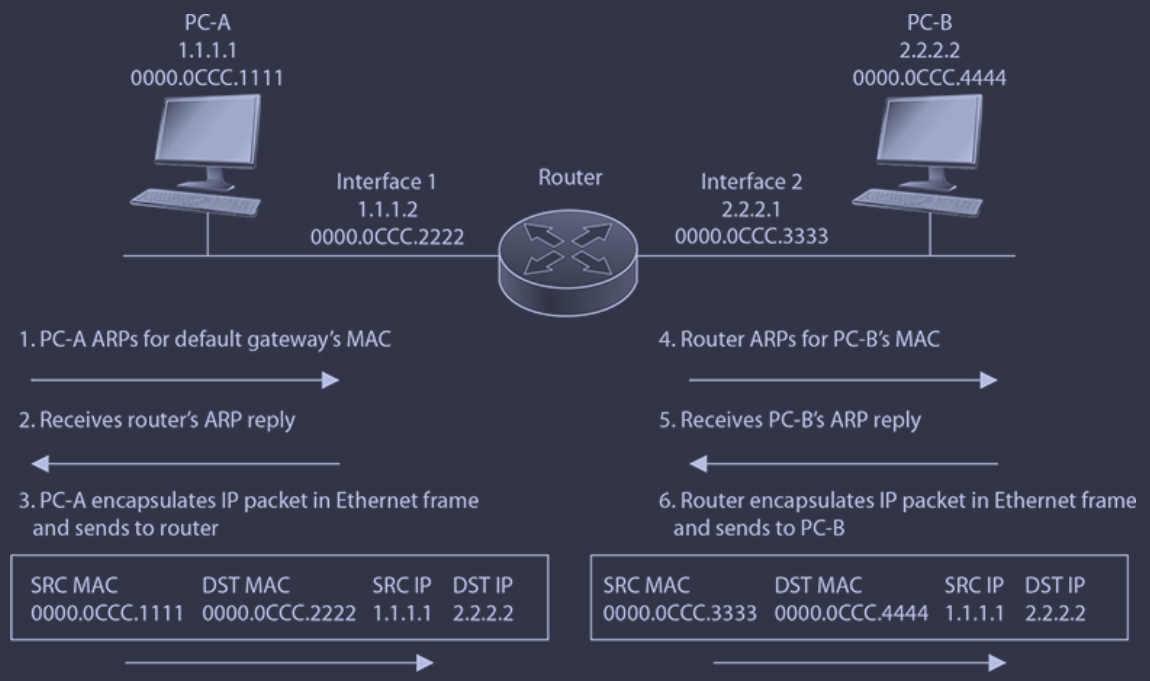 PC-A
1.1.1.1
0000.0CCC.1111
PC-B
2.2.2.2
0000.0CCC.4444
Interface 1
1.1.1.2
0000.0CCC.2222
Router
Interface 2
2.2.2.1
0000.0CCC.3333
1. PC-A ARPs for default gateway's MAC
2. Receives router's ARP reply
3. PC-A encapsulates IP packet in Ethernet frame
and sends to router
SRC MAC DST MAC SRC IP DST IP
0000.0CCC.1111 0000.0CCC.2222 1.1.1.1 2.2.2.2
4. Router ARPs for PC-B's MAC
5. Receives PC-B's ARP reply
6. Router encapsulates IP packet in Ethernet frame
and sends to PC-B
SRC MAC DST MAC SRC IP DST IP
0000.0CCC.3333 0000.0CCC.4444 1.1.1.1 2.2.2.2